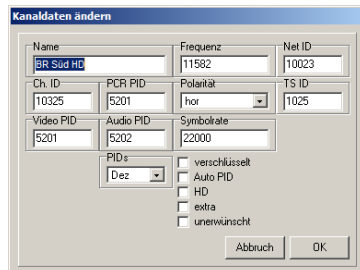 Kanaldaten ändern
Name Frequenz Net ID
BR Süd HD 11582 10023
Ch. ID PCR PID Polarität TS ID
10325 5201 hor 1025
Video PID Audio PID Symbolrate
5201 5202 22000
PIDs
Dez
verschlüsselt
Auto PID
HD
extra
unerwünscht
Abbruch OK